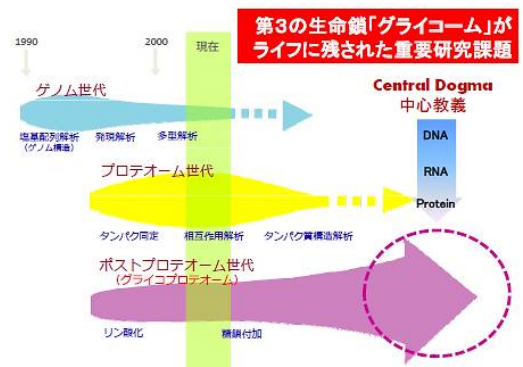 第3の生命鎖「グライコーム」が
ライフに残された重要研究課題
1990
2000
現在
ゲノム世代
塩基配列解析
(ゲノム構造)
発現解析
多型解析
Central Dogma
中心教義
DNA
RNA
Protein
プロテオーム世代
タンパク同定
相互作用解析
タンパク質構造解析
ポストプロテオーム世代
(グライコプロテオーム)
リン酸化
糖鎖付加